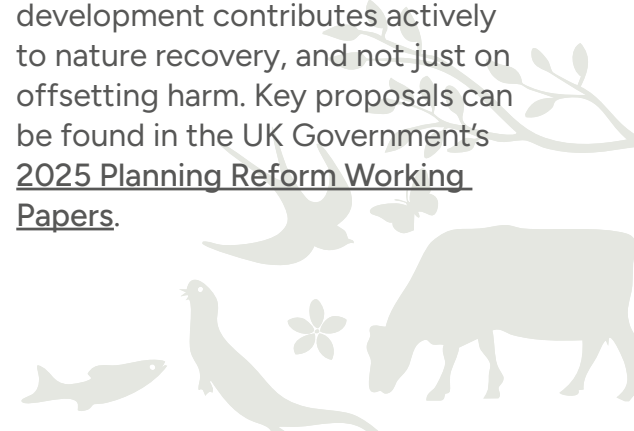 development contributes actively
to nature recovery, and not just on
offsetting harm. Key proposals can
be found in the UK Government’s
2025 Planning Reform Working
Papers.